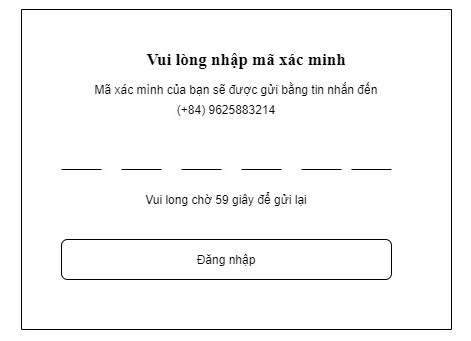 Vui lòng nhập mã xác minh
Mã xác minh của bạn sẽ được gửi bằng tin nhắn đến
(+84) 9625883214
Vui long chờ 59 giây để gửi lại
Đăng nhập